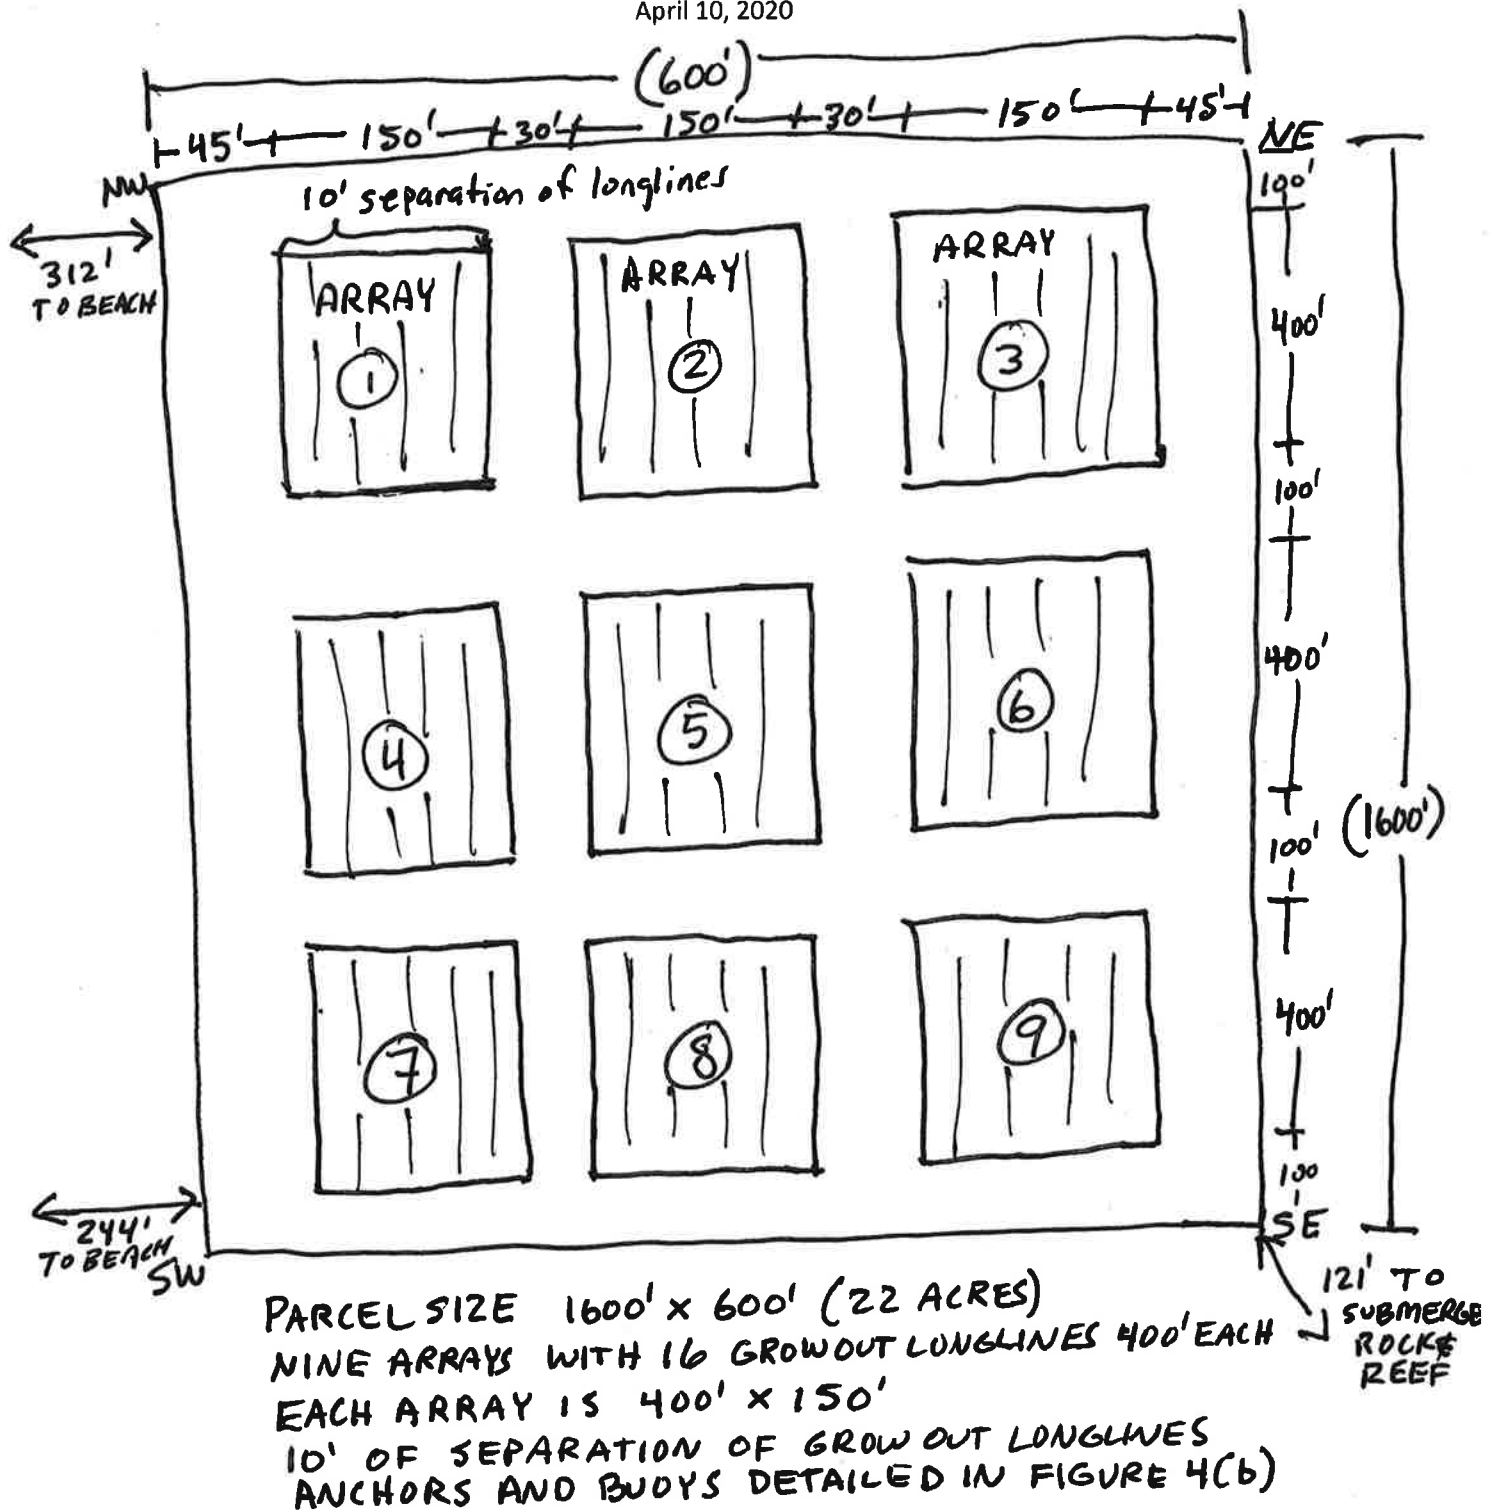 April 10, 2020
(600')
45' 150' 30' 150' 30' 150' 45'
NW
NE
10' separation of longlines
100'
312'
TO BEACH
ARRAY
1
ARRAY
2
ARRAY
3
400'
100'
4
5
6
400'
(1600')
100'
7
8
9
400'
100'
244'
TO BEACH
SW
SE
121' TO
SUBMERGE
ROCK &
REEF
PARCEL SIZE 1600' X 600' (22 ACRES)
NINE ARRAYS WITH 16 GROWOUT LONGLINES 400' EACH
EACH ARRAY IS 400' X 150'
10' OF SEPARATION OF GROW OUT LONGLINES
ANCHORS AND BUOYS DETAILED IN FIGURE 4(b)